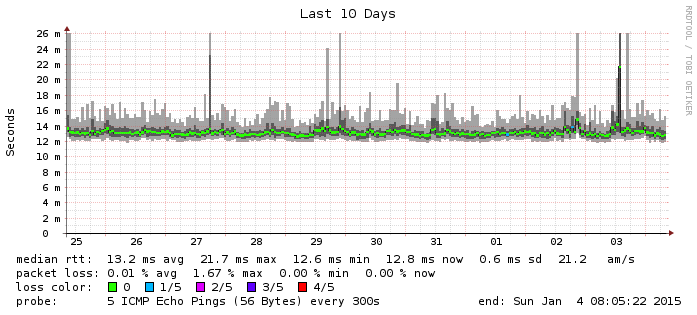 Last 10 Days
RRDTOOL / TOBI OETIKER
Seconds
26 m
24 m
22 m
20 m
18 m
16 m
14 m
12 m
10 m
8 m
6 m
4 m
2 m
0
25 26 27 28 29 30 31 01 02 03
median rtt: 13.2 ms avg 21.7 ms max 12.6 ms min 12.8 ms now 0.6 ms sd 21.2 am/s
packet loss: 0.01 % avg 1.67 % max 0.00 % min 0.00 % now
loss color: 0 1/5 2/5 3/5 4/5
probe: 5 ICMP Echo Pings (56 Bytes) every 300s end: Sun Jan 4 08:05:22 2015